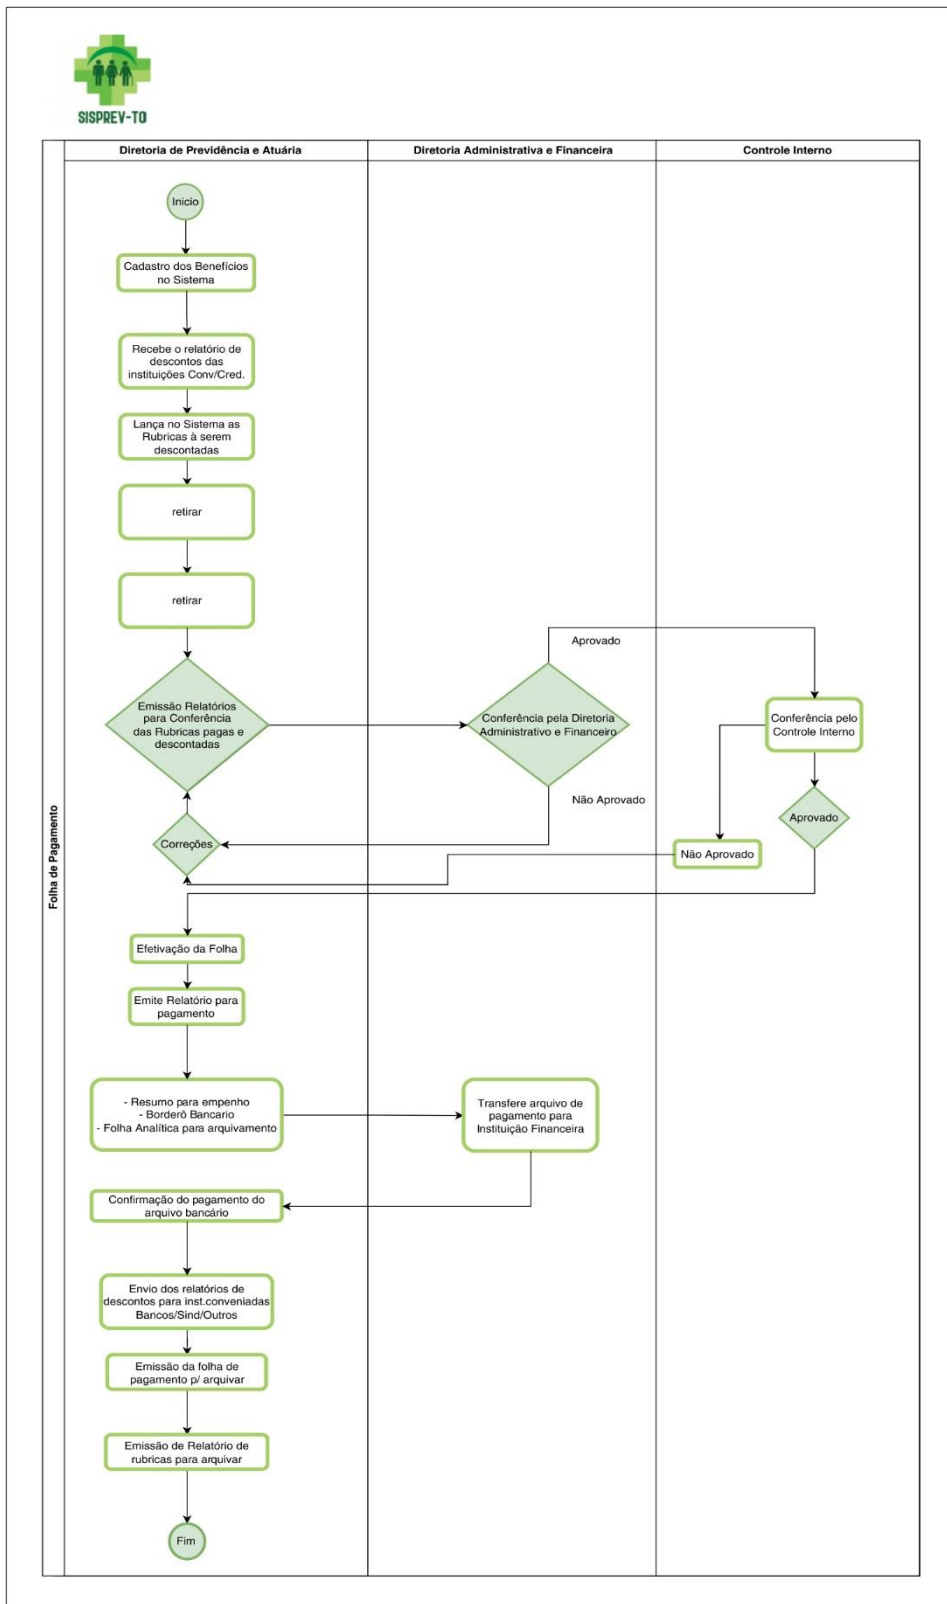 SISPREV-TO
Diretoria de Previdência e Atuária
Diretoria Administrativa e Financeira
Controle Interno
Folha de Pagamento
Inicio
Cadastro dos Benefícios
no Sistema
Recebe o relatório de
descontos das
instituições Conv/Cred.
Lança no Sistema as
Rubricas à serem
descontadas
retirar
retirar
Aprovado
Emissão Relatórios
para Conferência
das Rubricas pagas e
descontadas
Conferência pela Diretoria
Administrativo e Financeiro
Conferência pelo
Controle Interno
Não Aprovado
Aprovado
Correções
Não Aprovado
Efetivação da Folha
Emite Relatório para
pagamento
- Resumo para empenho
- Borderô Bancario
- Folha Analítica para arquivamento
Transfere arquivo de
pagamento para
Instituição Financeira
Confirmação do pagamento do
arquivo bancário
Envio dos relatórios de
descontos para inst.conveniadas
Bancos/Sind/Outros
Emissão da folha de
pagamento p/ arquivar
Emissão de Relatório de
rubricas para arquivar
Fim